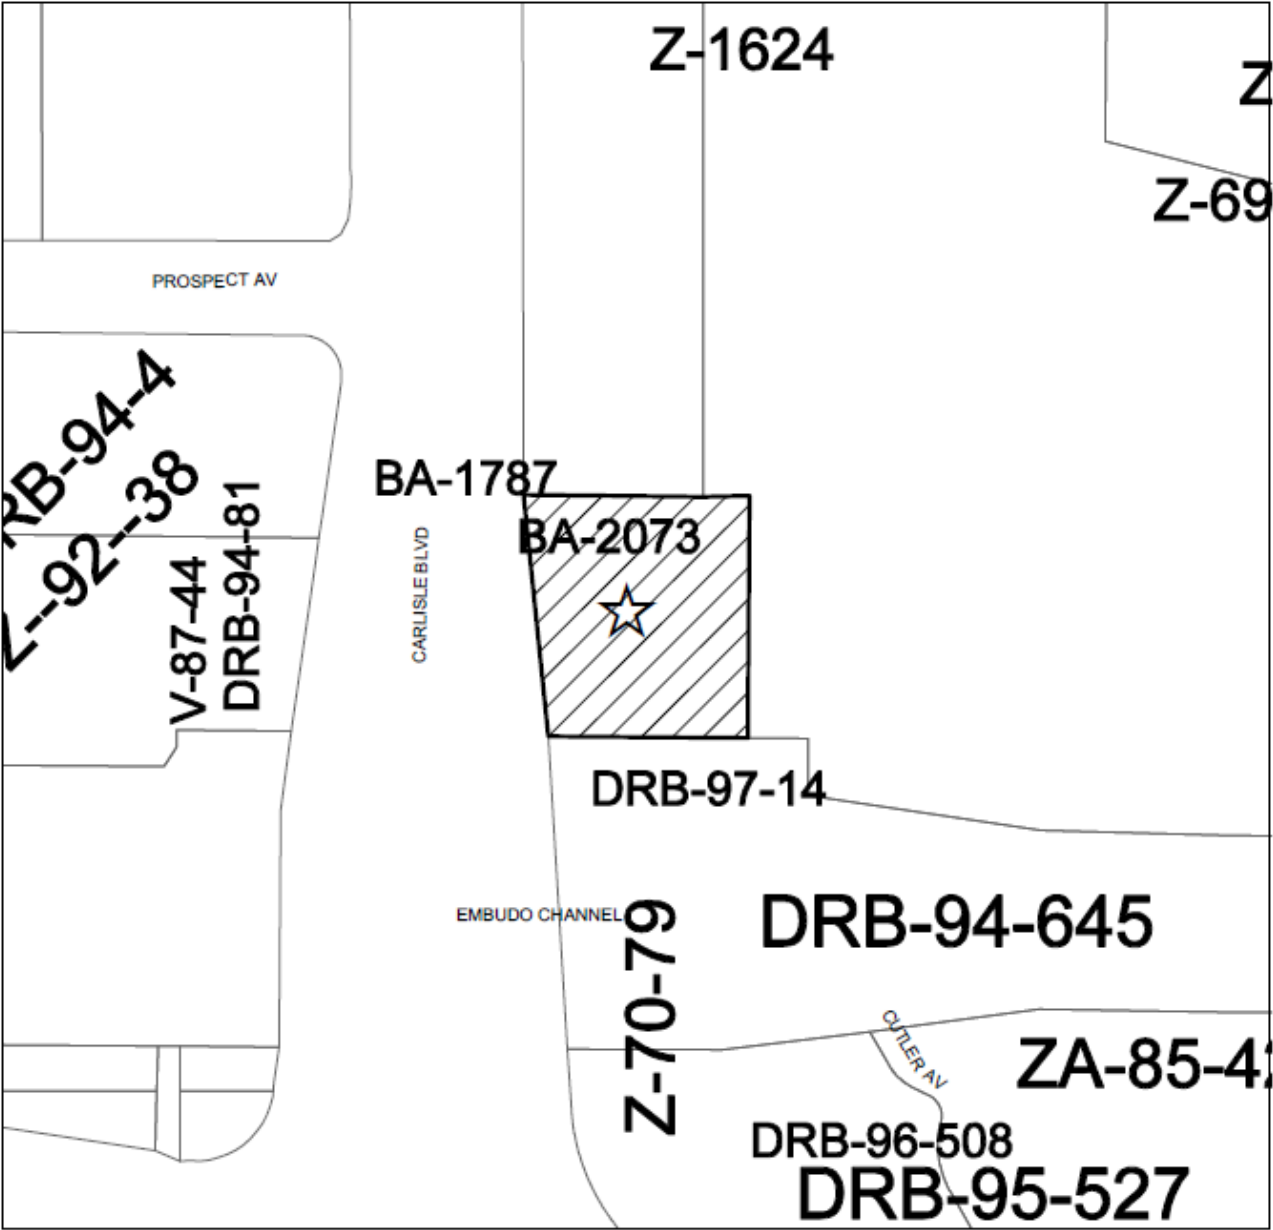 Z-1624
Z
Z-69
PROSPECT AV
RB-94-4
Z--92--38
V-87-44
DRB-94-81
BA-1787
BA-2073
CARLISLE BLVD
DRB-97-14
EMBUDO CHANNEL
Z-70-79
DRB-94-645
CUTLER AV
ZA-85-42
DRB-96-508
DRB-95-527